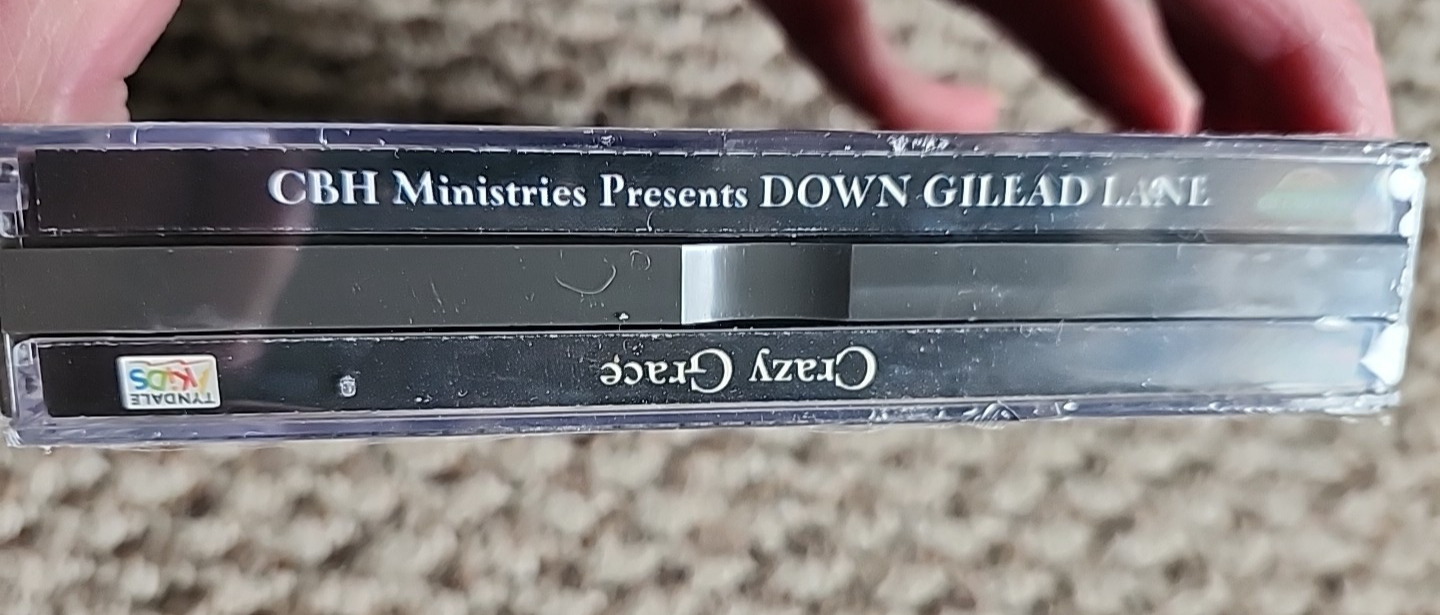 CBH Ministries Presents DOWN GILEAD LANE
Crazy Grace
TYNDALE
KiDS